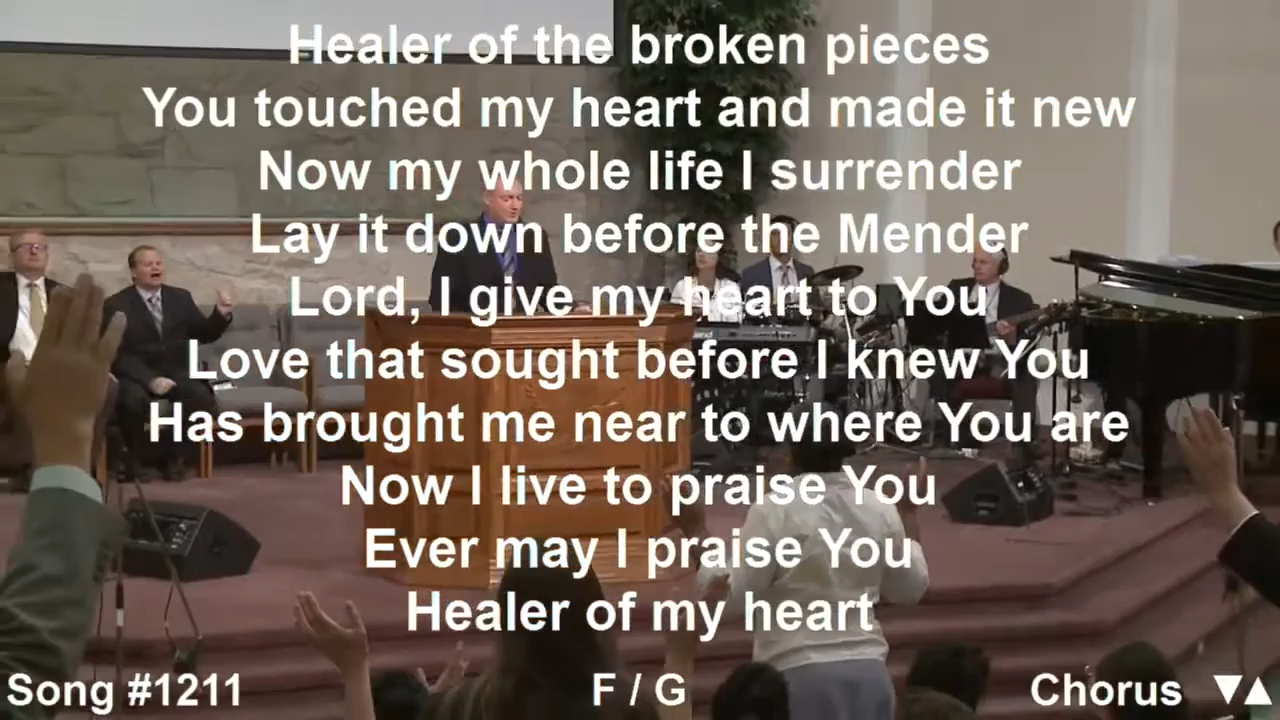 Healer of the broken pieces
You touched my heart and made it new
Now my whole life I surrender
Lay it down before the Mender
Lord, I give my heart to You
Love that sought before I knew You
Has brought me near to where You are
Now I live to praise You
Ever may I praise You
Healer of my heart
Song #1211 F / G Chorus ▼▲